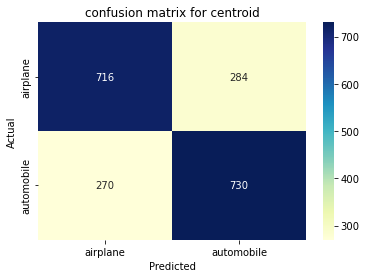 confusion matrix for centroid
airplane
716
284
automobile
270
730
Actual
airplane
automobile
Predicted
700
600
500
400
300